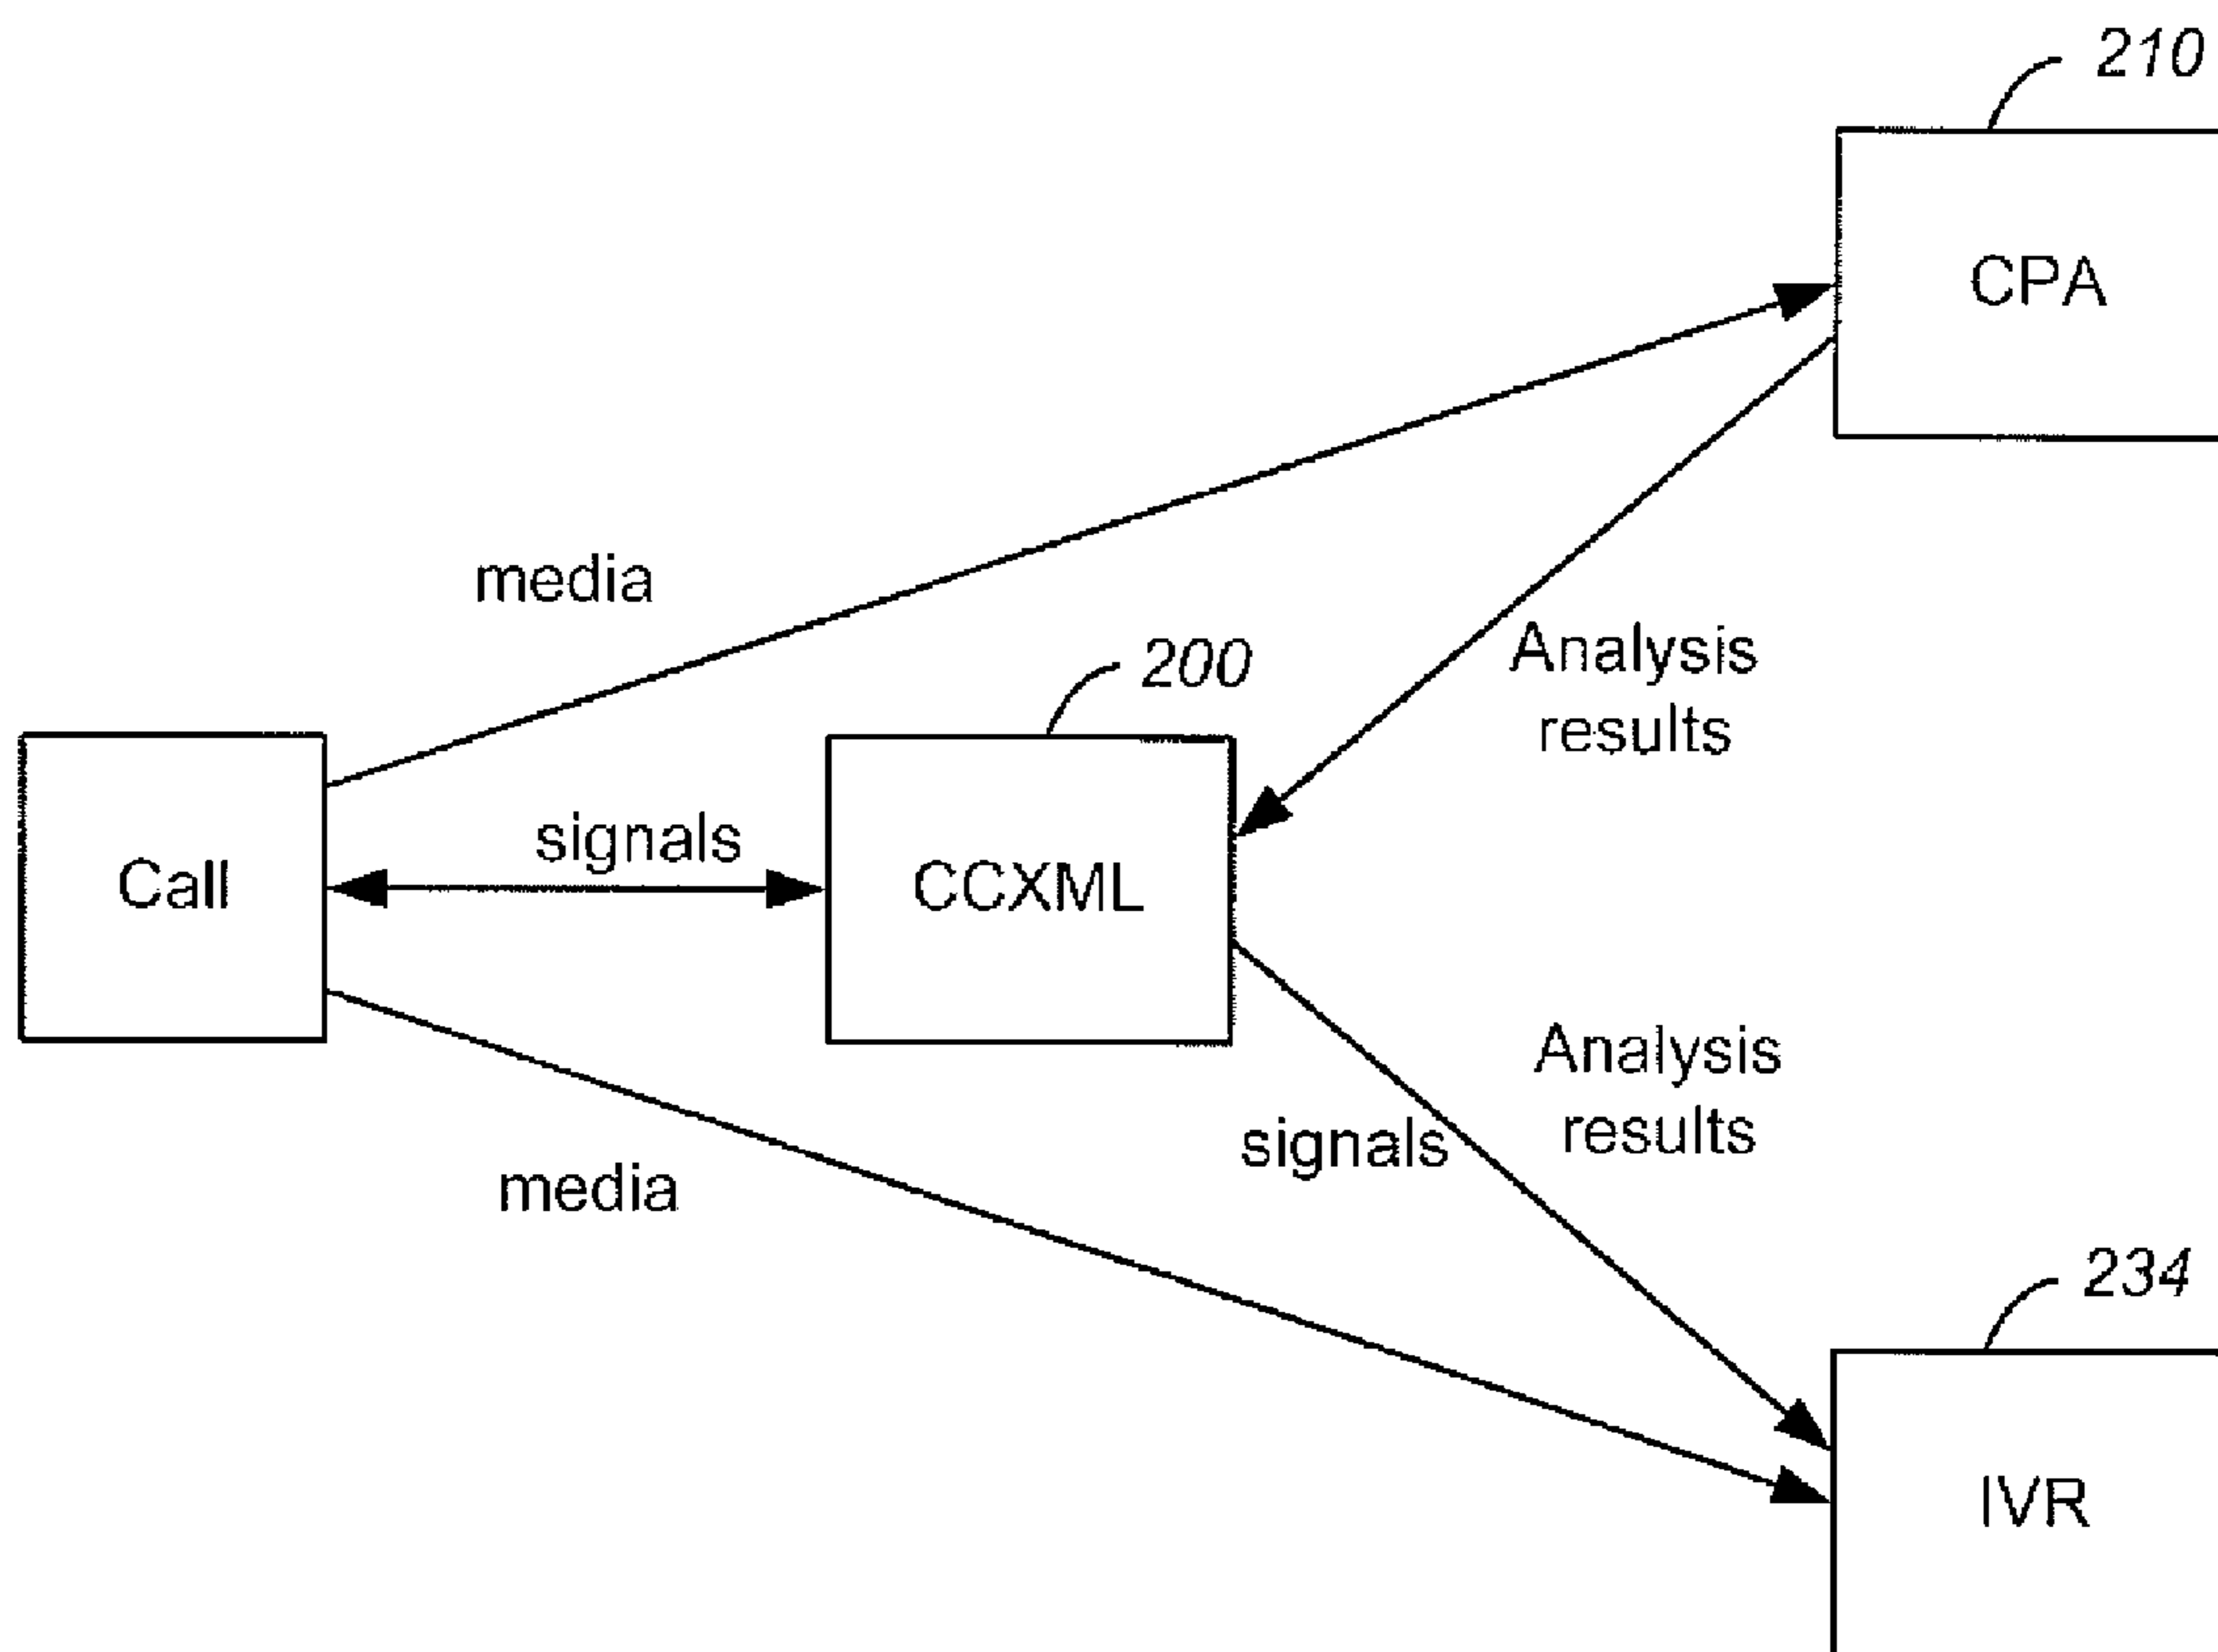 210
CPA
media
200
Analysis
results
signals
Call
CCXML
Analysis
results
signals
media
234
IVR